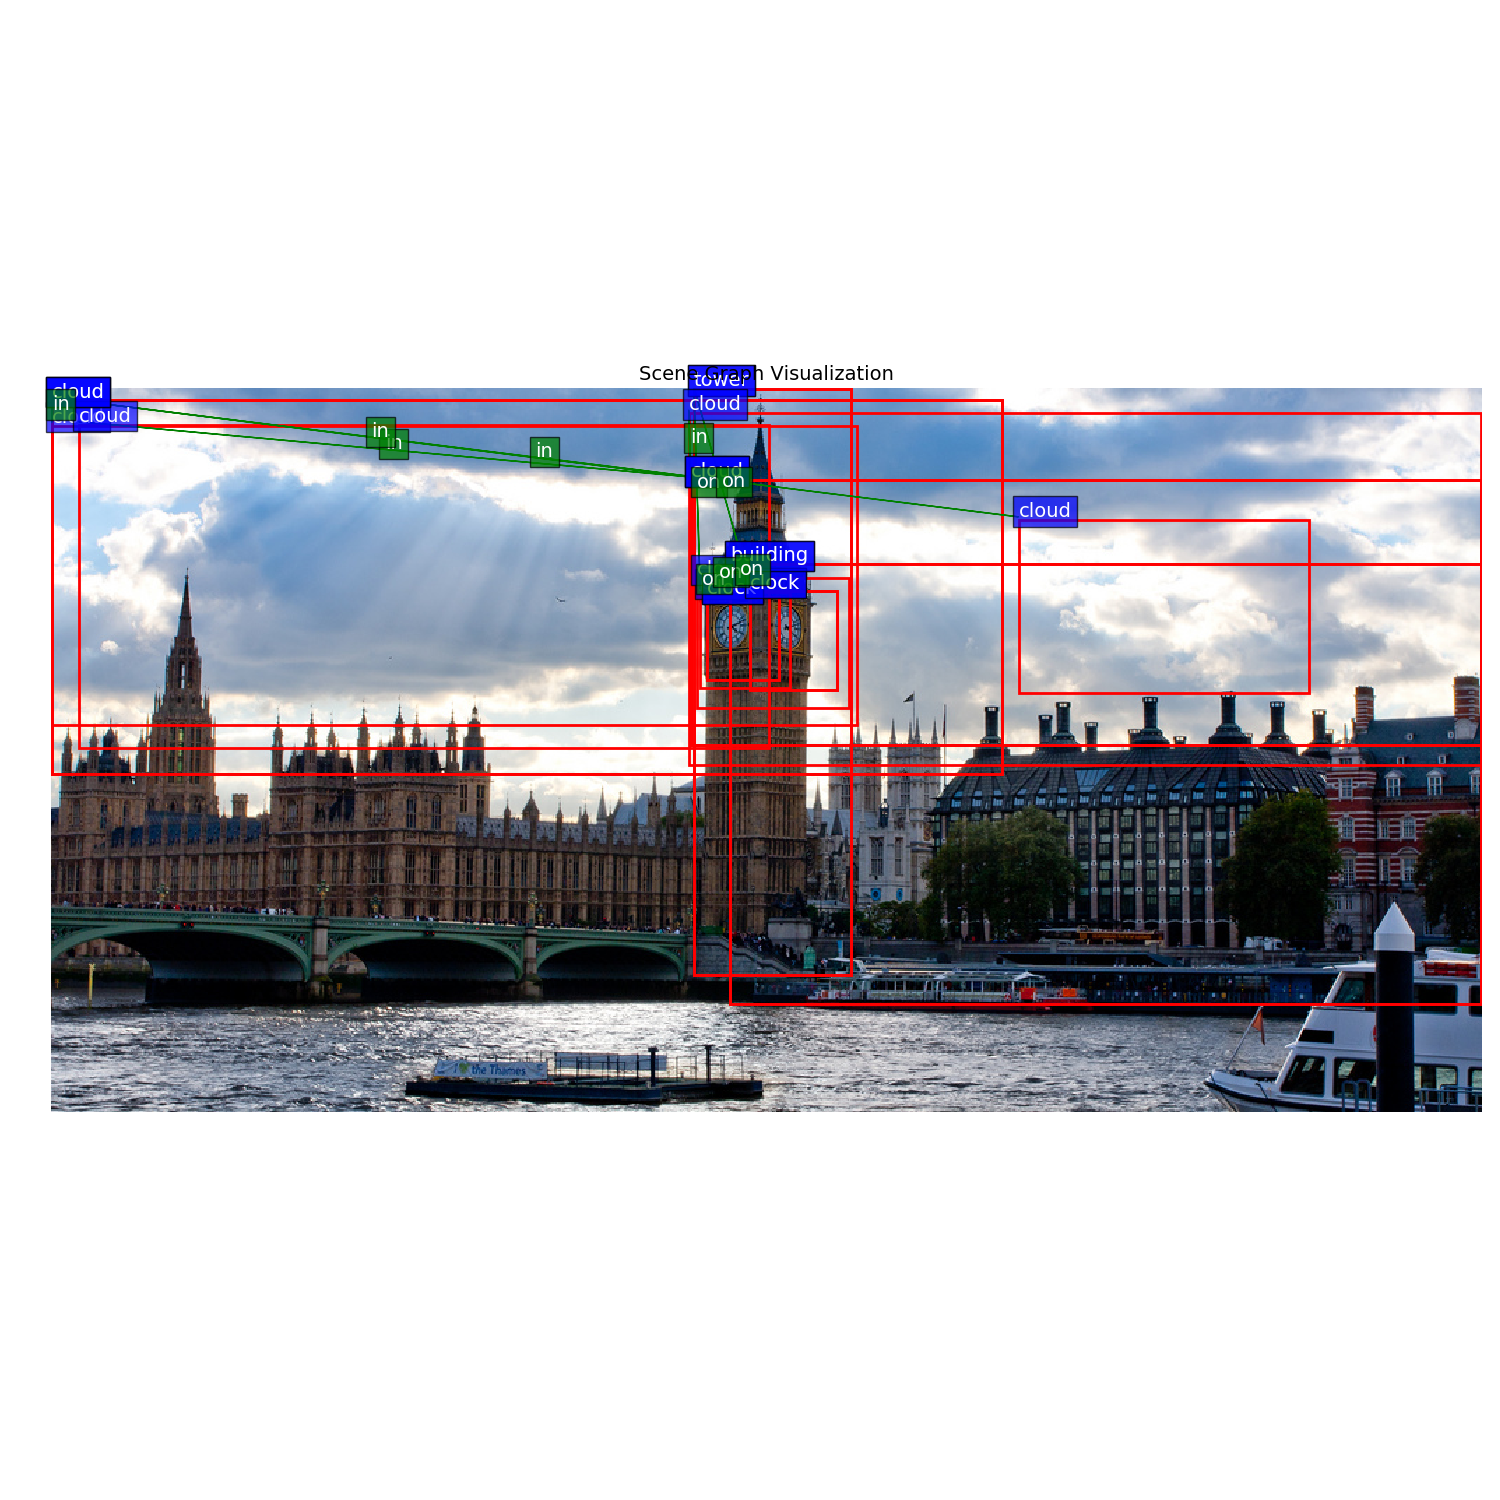 Scene Graph Visualization
tower
cloud
cloud
in
cloud
in
in
in
in
cloud
on
on
cloud
building
on
on
clock
clock
I the Thames